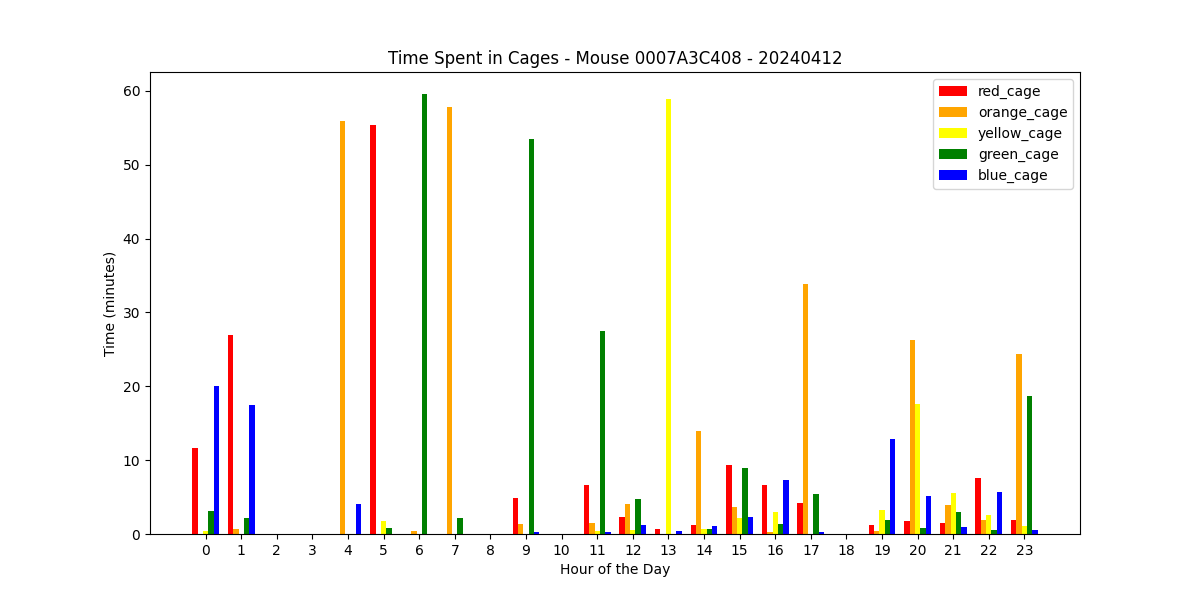 Time Spent in Cages - Mouse 0007A3C408 - 20240412
red_cage
orange_cage
yellow_cage
green_cage
blue_cage
60
50
40
30
20
10
0
Time (minutes)
0 1 2 3 4 5 6 7 8 9 10 11 12 13 14 15 16 17 18 19 20 21 22 23
Hour of the Day